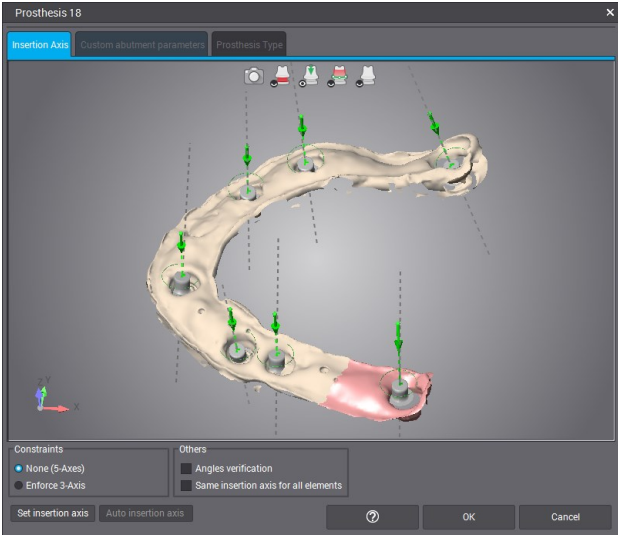 Prosthesis 18
Insertion Axis Custom abutment parameters Prosthesis Type
Z Y
X
Constraints
None (5-Axes)
Enforce 3-Axis
Others
Angles verification
Same insertion axis for all elements
Set insertion axis Auto insertion axis ? OK Cancel